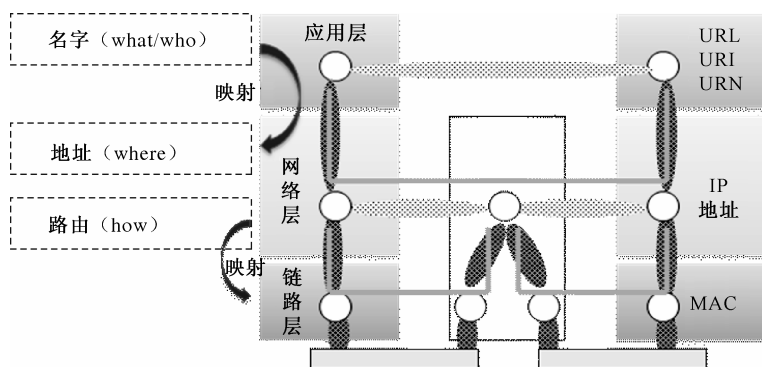 名字（what/who）
映射
地址（where）
路由（how）
映射
应用层
网
络
层
链
路
层
URL
URI
URN
IP
地址
MAC